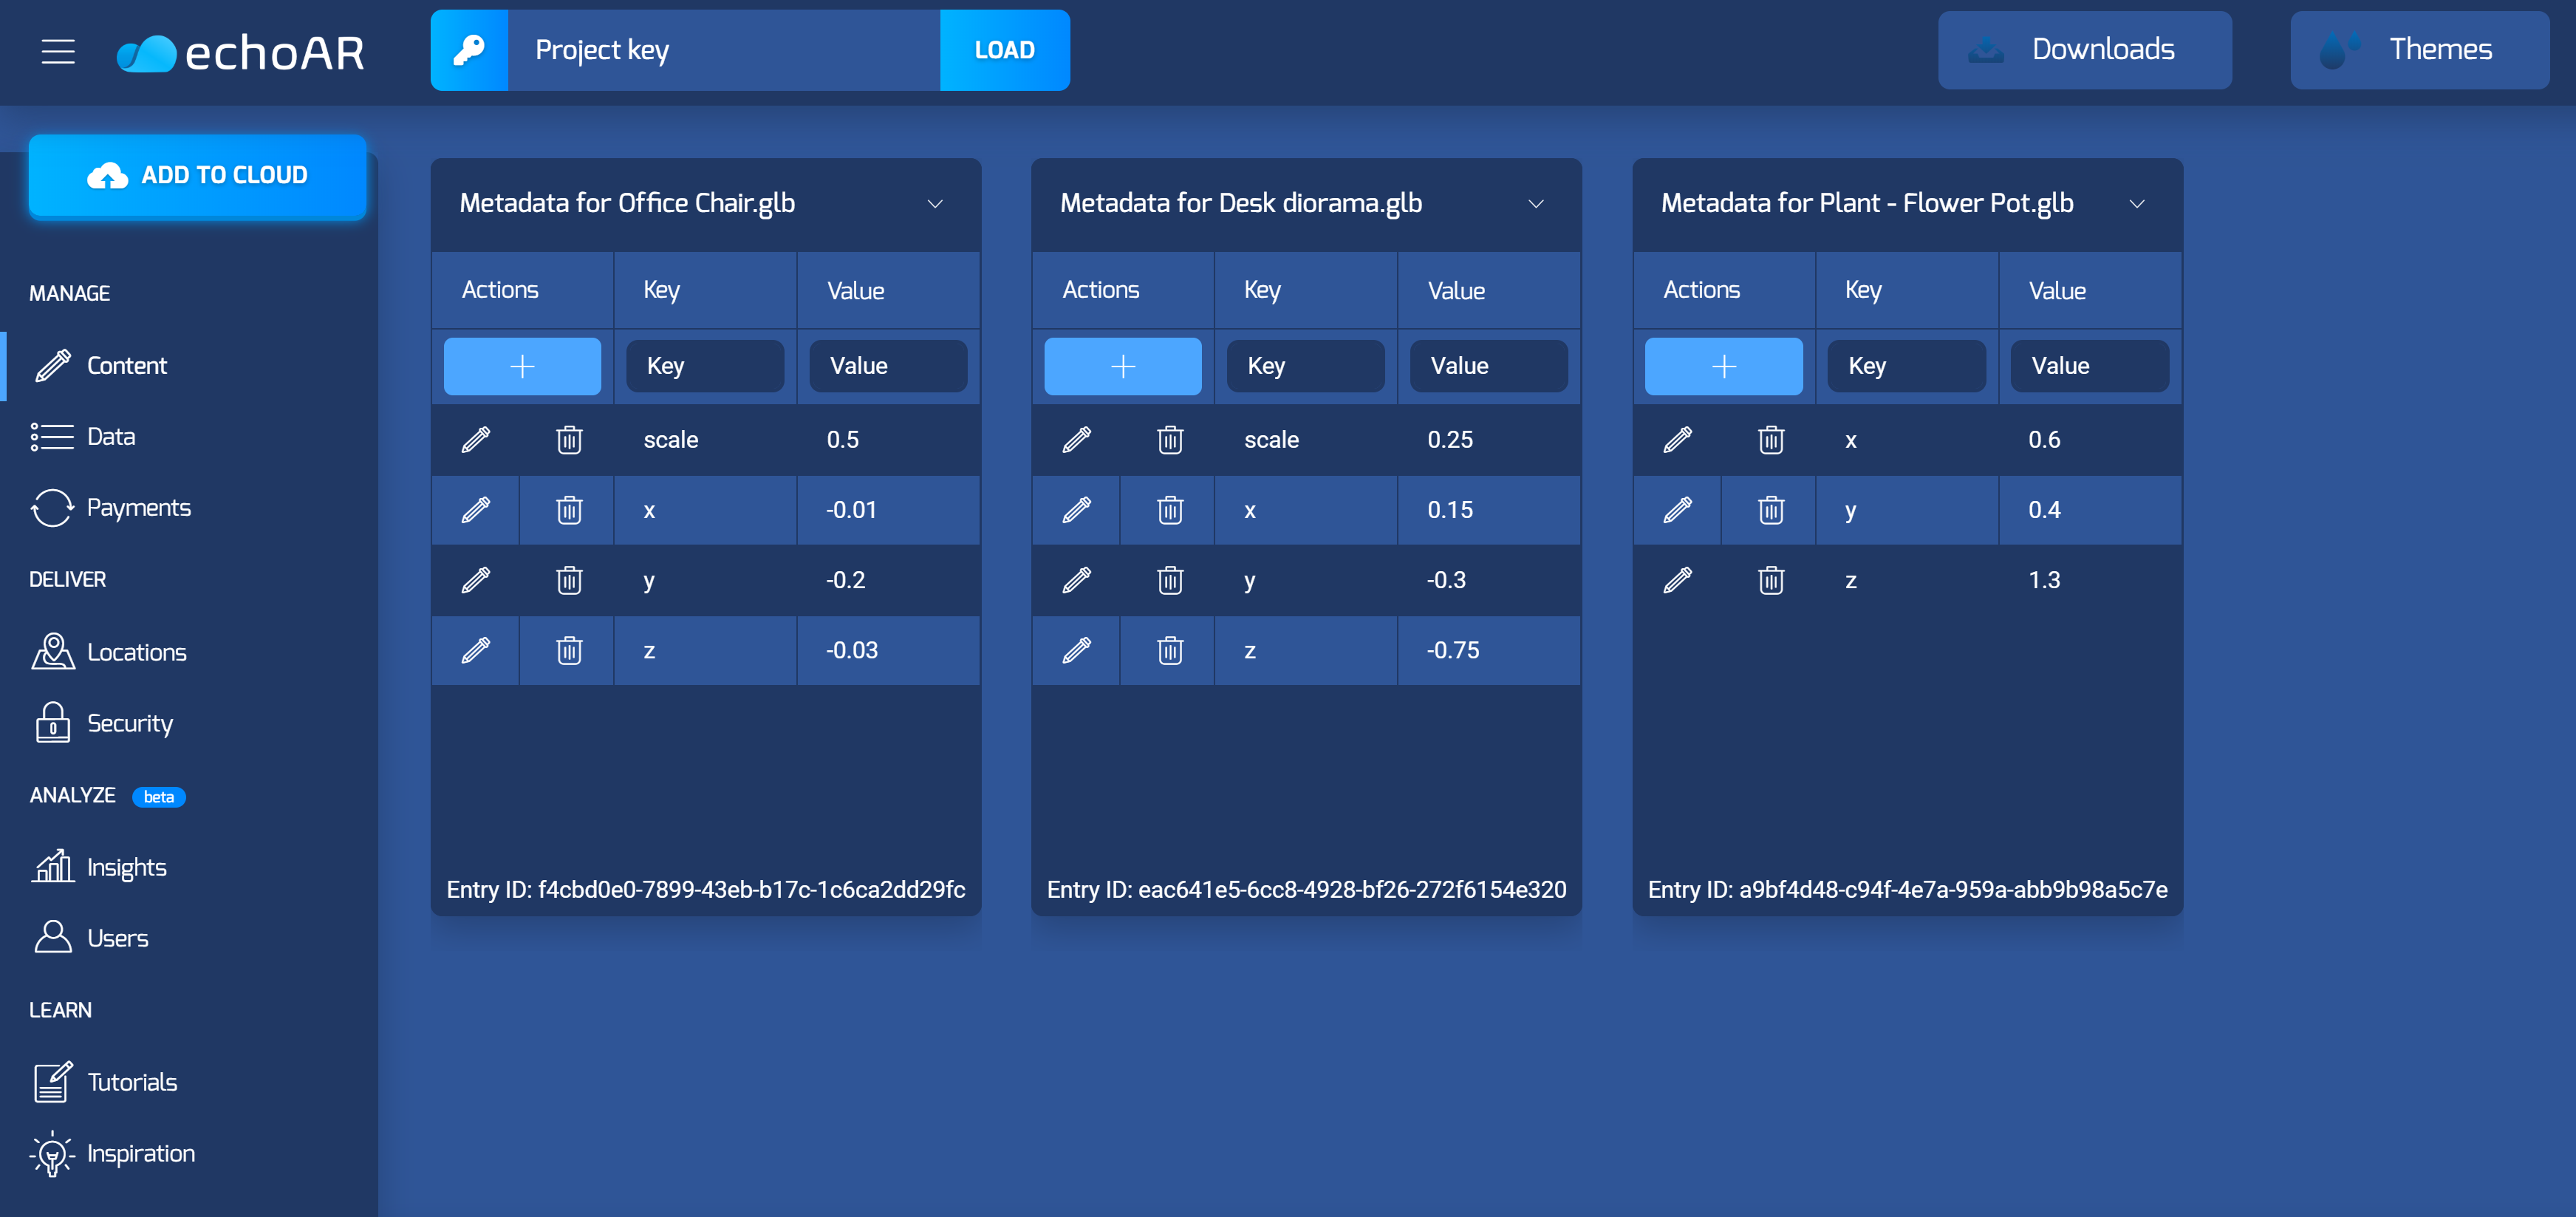 echoAR
Project key
LOAD
Downloads
Themes
ADD TO CLOUD
MANAGE
Content
Data
Payments
DELIVER
Locations
Security
ANALYZE beta
Insights
Users
LEARN
Tutorials
Inspiration
Metadata for Office Chair.glb
Actions Key Value
Key Value
scale 0.5
x -0.01
y -0.2
z -0.03
Entry ID: f4cbd0e0-7899-43eb-b17c-1c6ca2dd29fc
Metadata for Desk diorama.glb
Actions Key Value
Key Value
scale 0.25
x 0.15
y -0.3
z -0.75
Entry ID: eac641e5-6cc8-4928-bf26-272f6154e320
Metadata for Plant - Flower Pot.glb
Actions Key Value
Key Value
x 0.6
y 0.4
z 1.3
Entry ID: a9bf4d48-c94f-4e7a-959a-abb9b98a5c7e